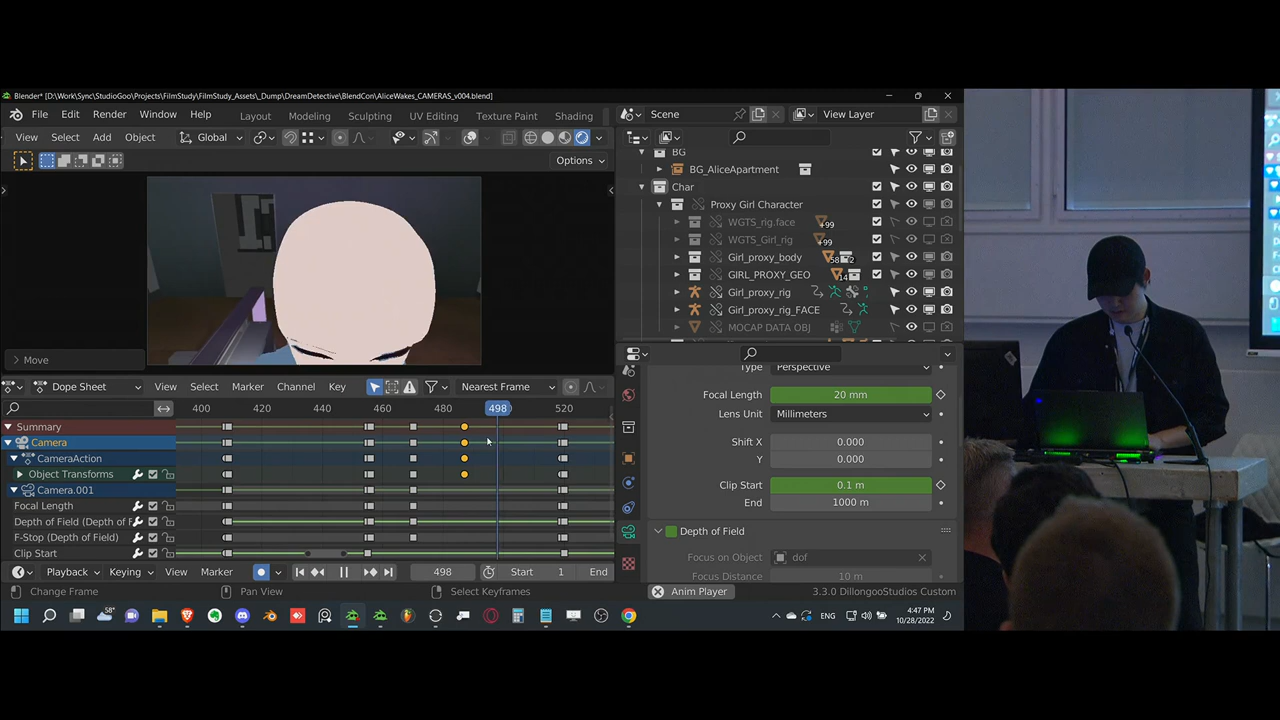 Blender* [D:\Work\Sync\StudioGoo\Projects\FilmStudy\FilmStudy_Assets\_Dump\DreamDetective\BlendCon\AliceWakes_CAMERAS_v004.blend]
File Edit Render Window Help Layout Modeling Sculpting UV Editing Texture Paint Shading
Scene View Layer
View Select Add Object Global
Options
BG
BG_AliceApartment
Char
Proxy Girl Character
WGTS_rig.face +99
WGTS_Girl_rig +99
Girl_proxy_body 58 2
GIRL_PROXY_GEO 14
Girl_proxy_rig
Girl_proxy_rig_FACE
MOCAP DATA OBJ
Move
Dope Sheet View Select Marker Channel Key Nearest Frame
400 420 440 460 480 498 520
Summary
Camera
CameraAction
Object Transforms
Camera.001
Focal Length
Depth of Field (Depth of F
F-Stop (Depth of Field)
Clip Start
Type Perspective
Focal Length 20 mm
Lens Unit Millimeters
Shift X 0.000
Y 0.000
Clip Start 0.1 m
End 1000 m
Depth of Field
Focus on Object dof
Focus Distance 10 m
Playback Keying View Marker 498 Start 1 End
Change Frame Pan View Select Keyframes Anim Player 3.3.0 DillongooStudios Custom
58° ENG 4:47 PM
10/28/2022